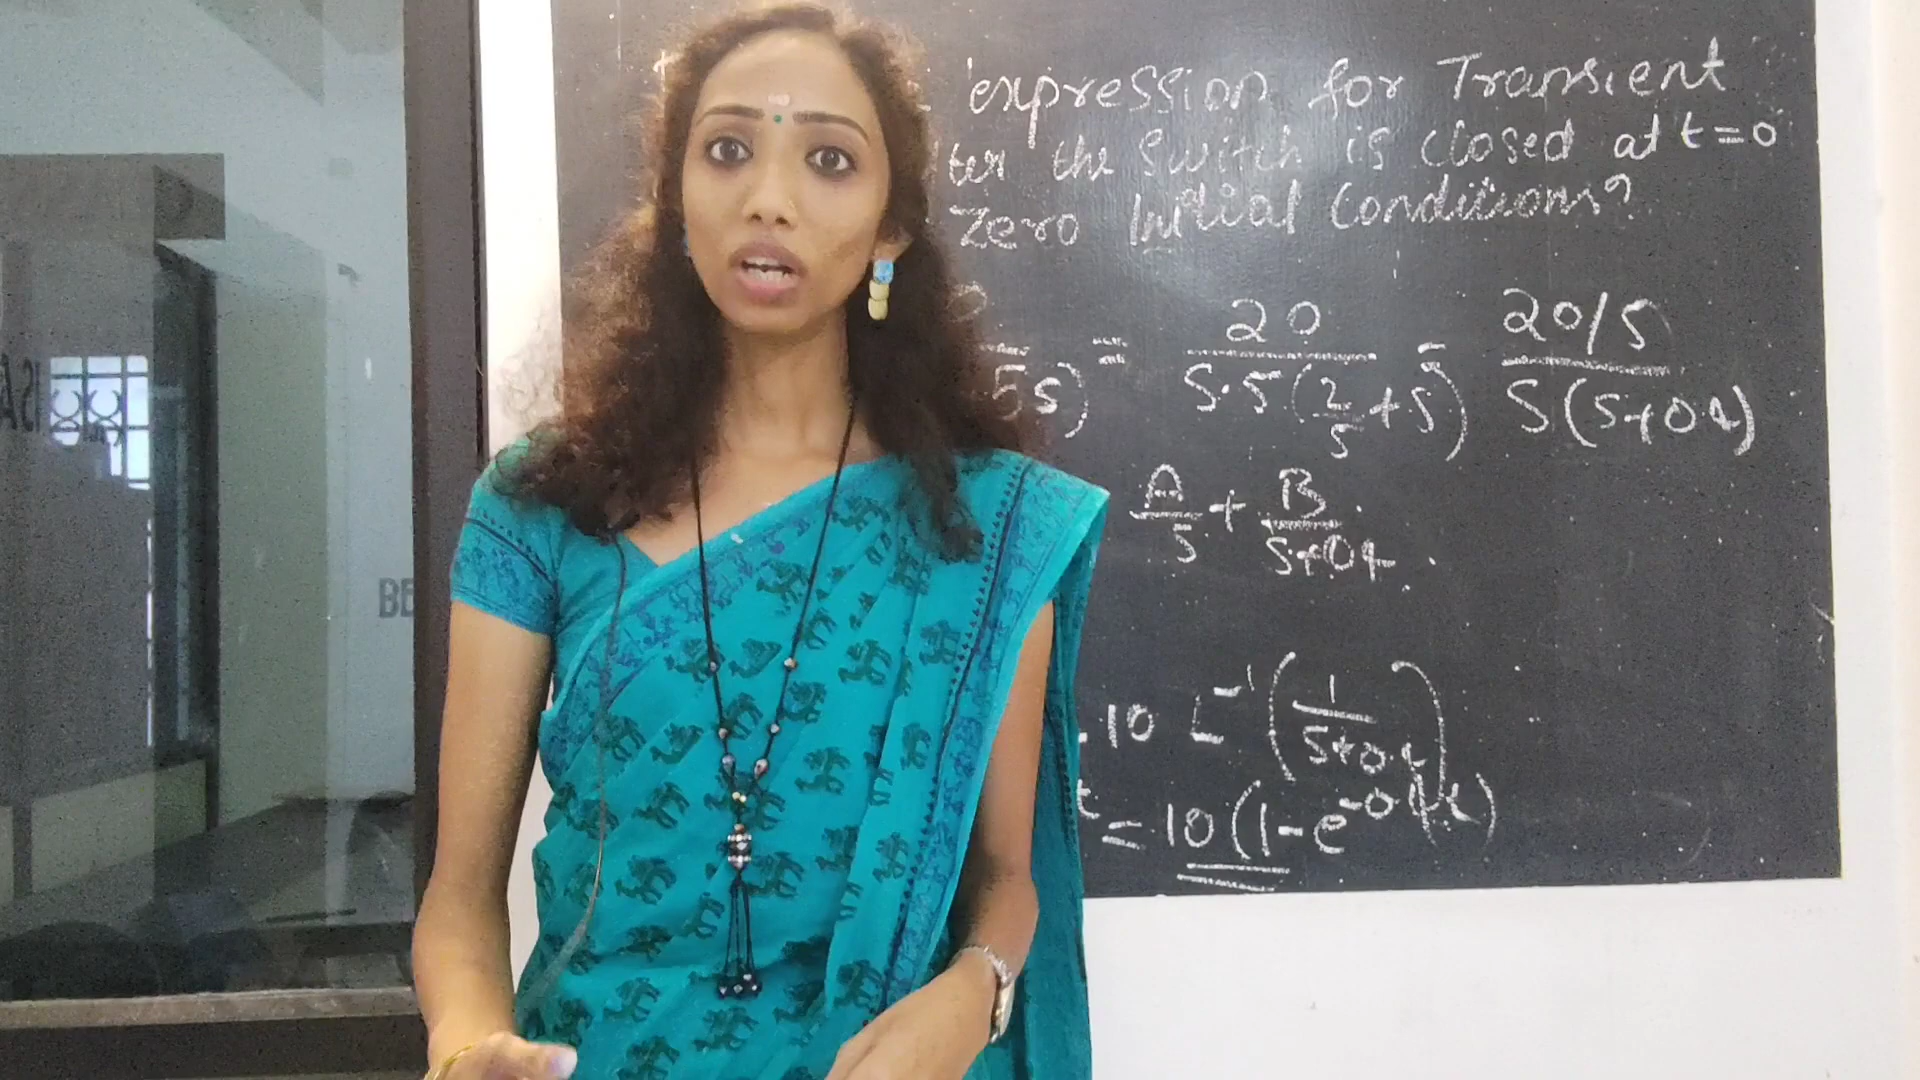 expression for Transient
ter the switch is closed at t=0
Zero Initial Conditions?
5s) = 20 / S·5(2/5+S) = 20/5 / S(S+0.4)
A/S + B/S+0.4
10 L⁻¹(1/S+0.4)
= 10(1-e^-0.4t)
BE